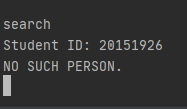 search
Student ID: 20151926
NO SUCH PERSON.